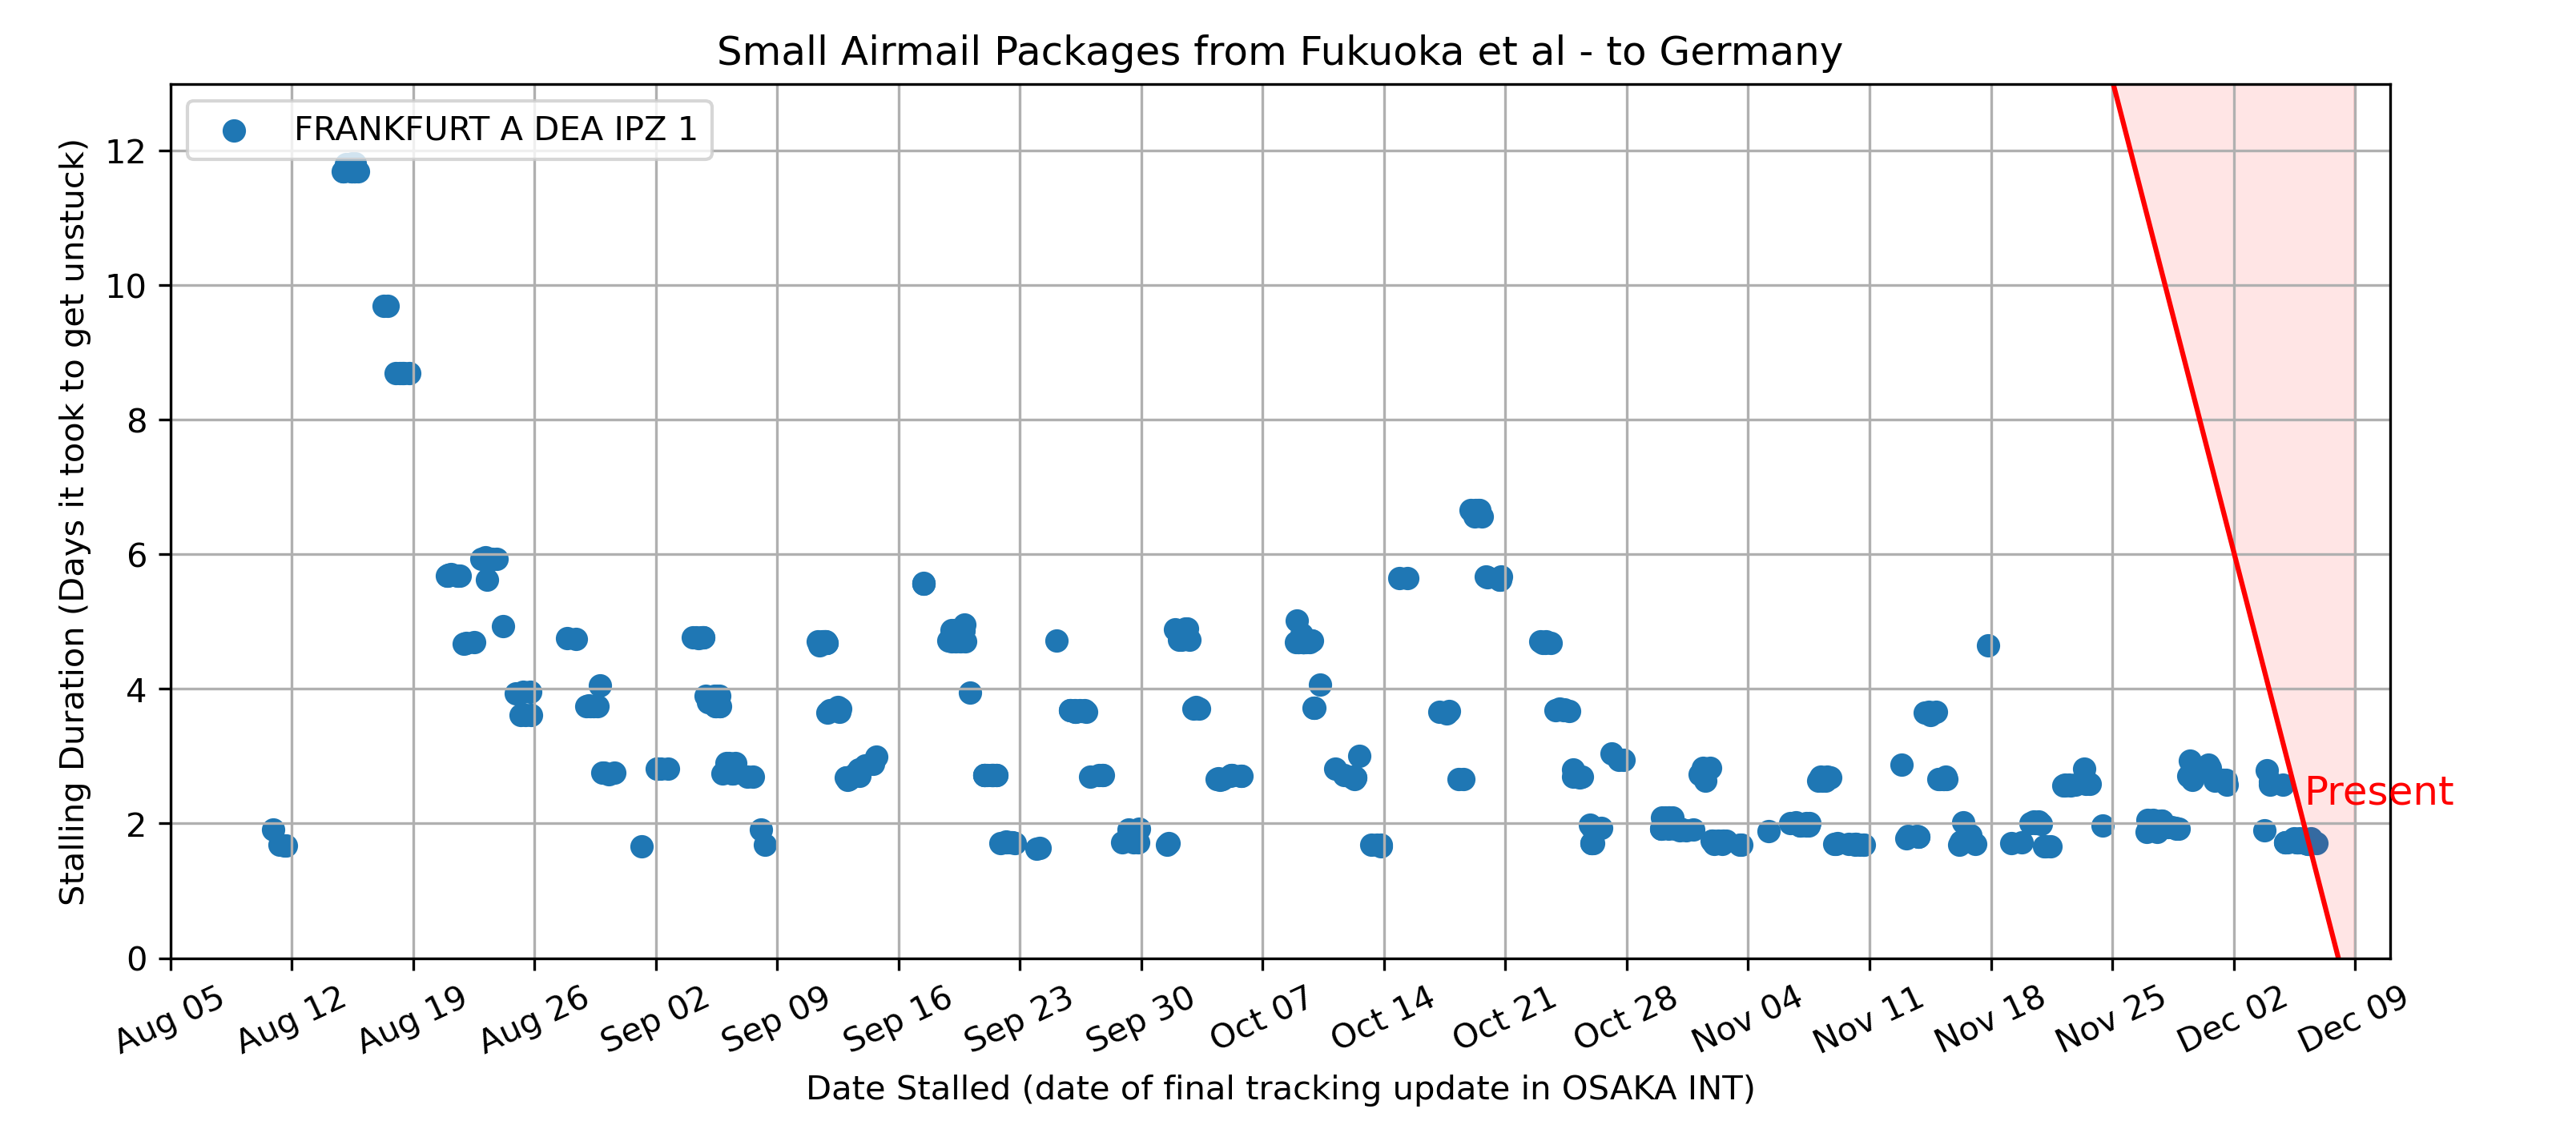 Small Airmail Packages from Fukuoka et al - to Germany
FRANKFURT A DEA IPZ 1
Stalling Duration (Days it took to get unstuck)
12
10
8
6
4
2
0
Present
Aug 05
Aug 12
Aug 19
Aug 26
Sep 02
Sep 09
Sep 16
Sep 23
Sep 30
Oct 07
Oct 14
Oct 21
Oct 28
Nov 04
Nov 11
Nov 18
Nov 25
Dec 02
Dec 09
Date Stalled (date of final tracking update in OSAKA INT)